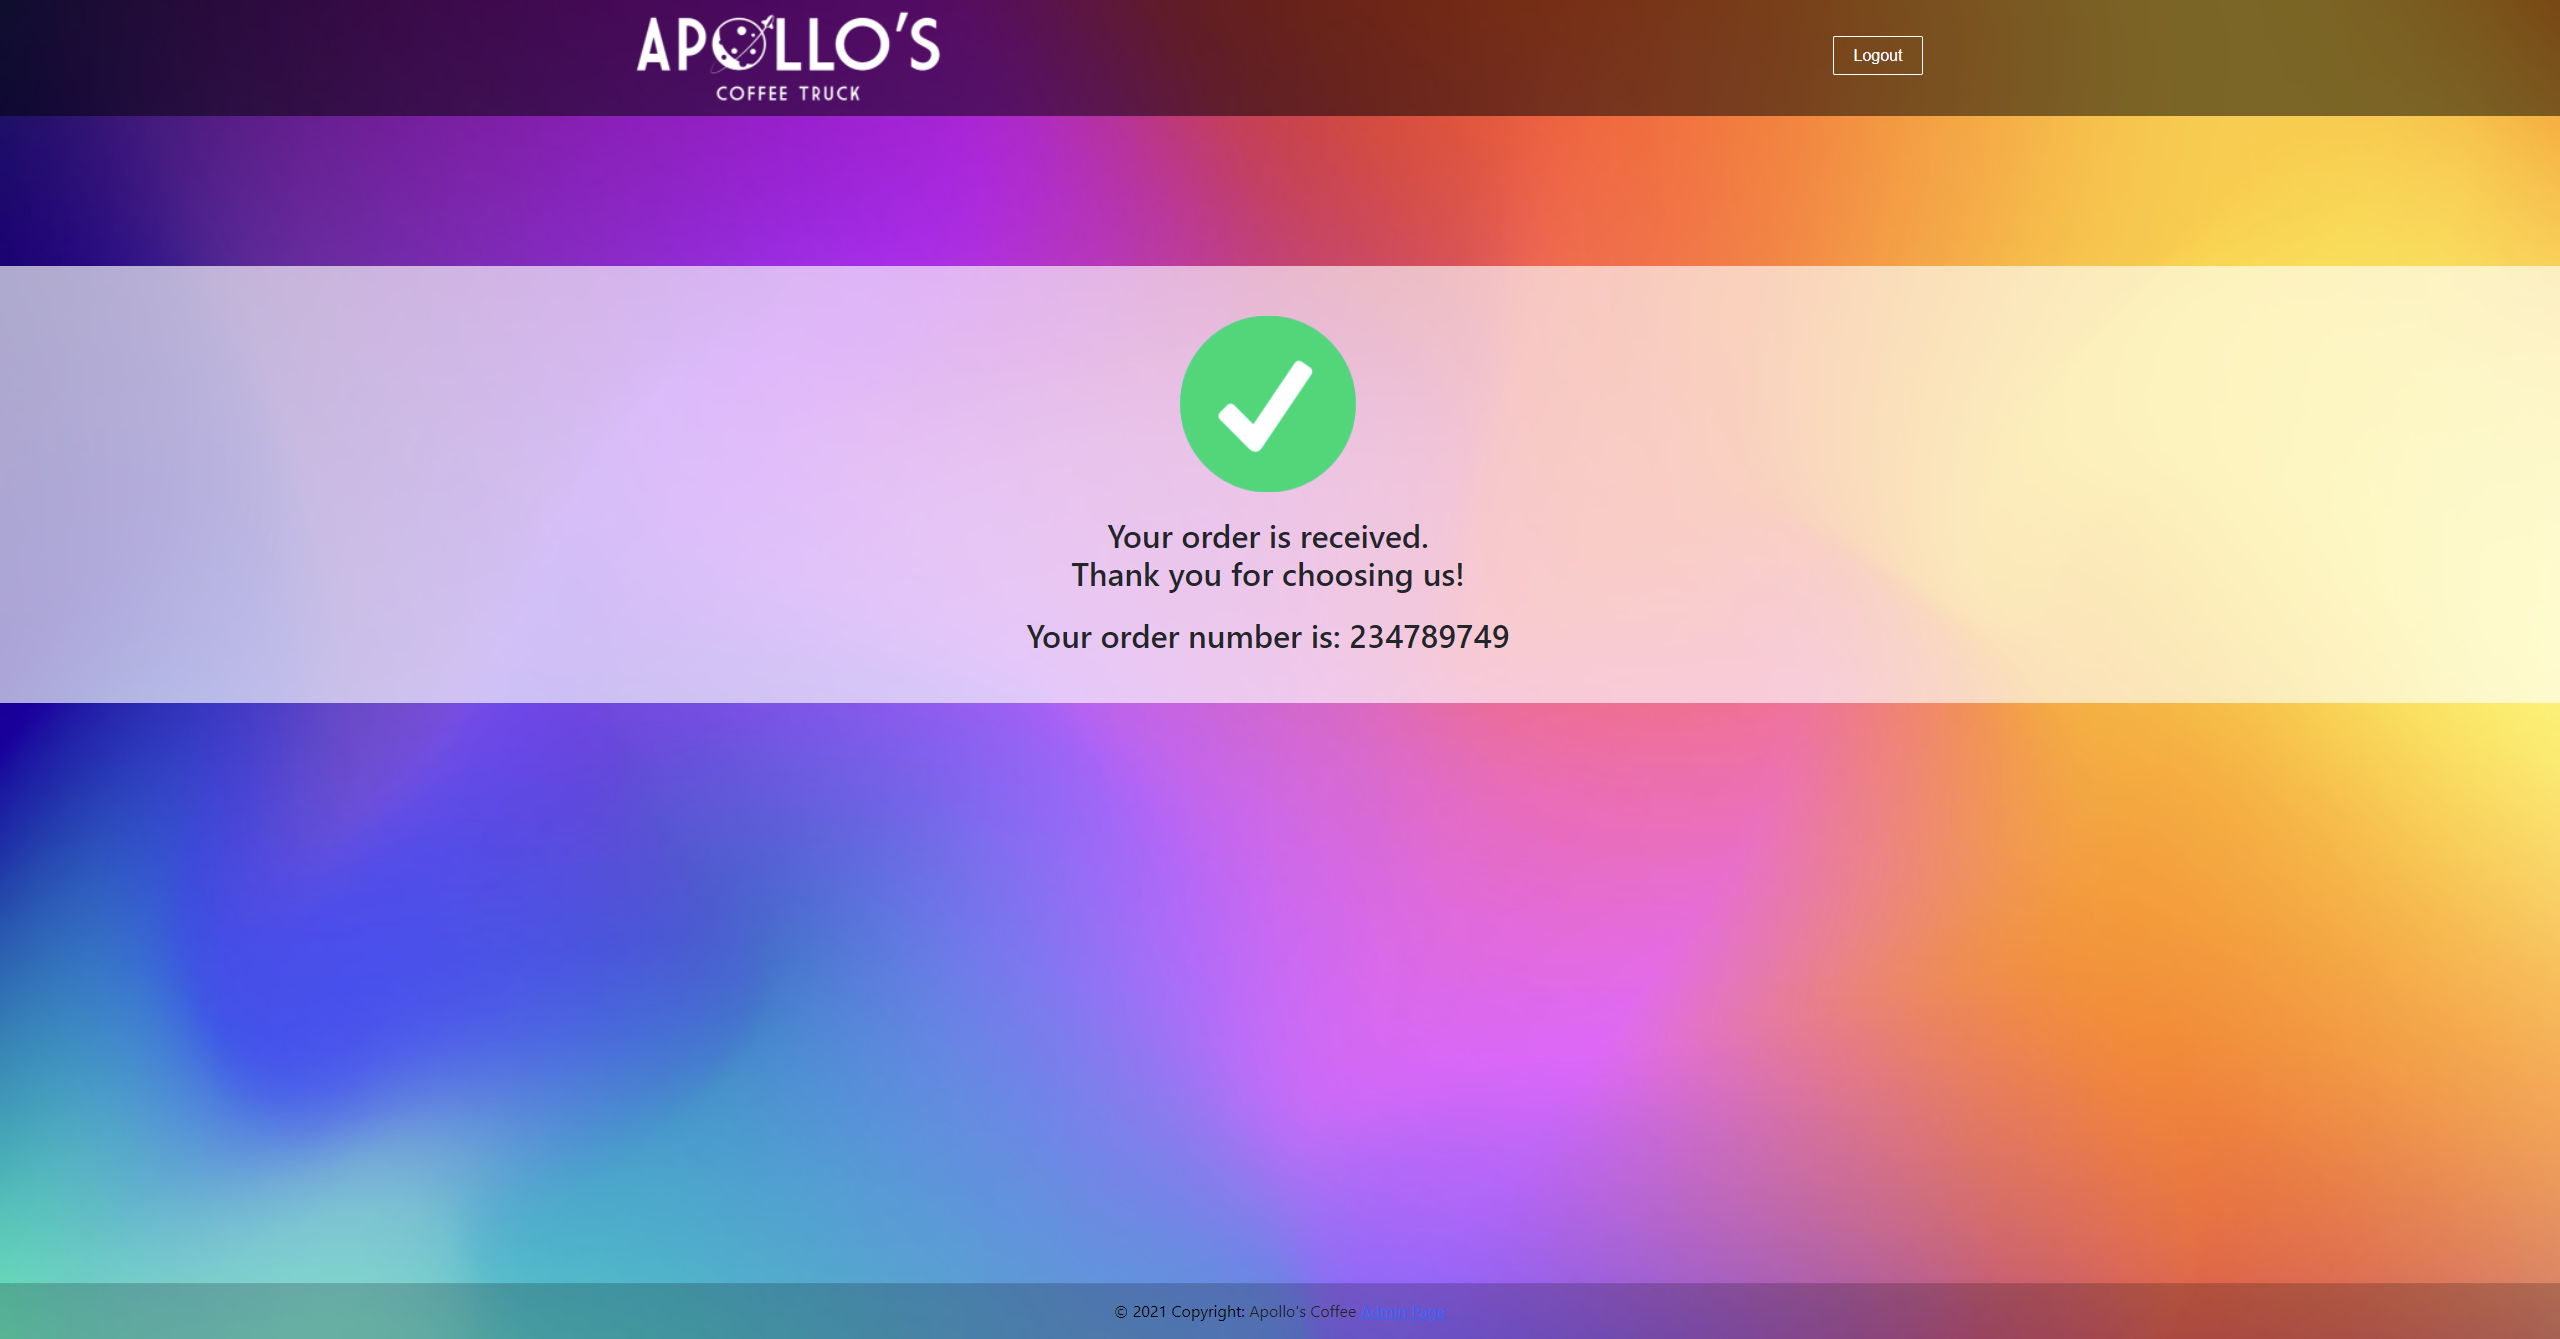 APOLLO'S
COFFEE TRUCK
Logout
Your order is received.
Thank you for choosing us!
Your order number is: 234789749
© 2021 Copyright: Apollo's Coffee Admin Page